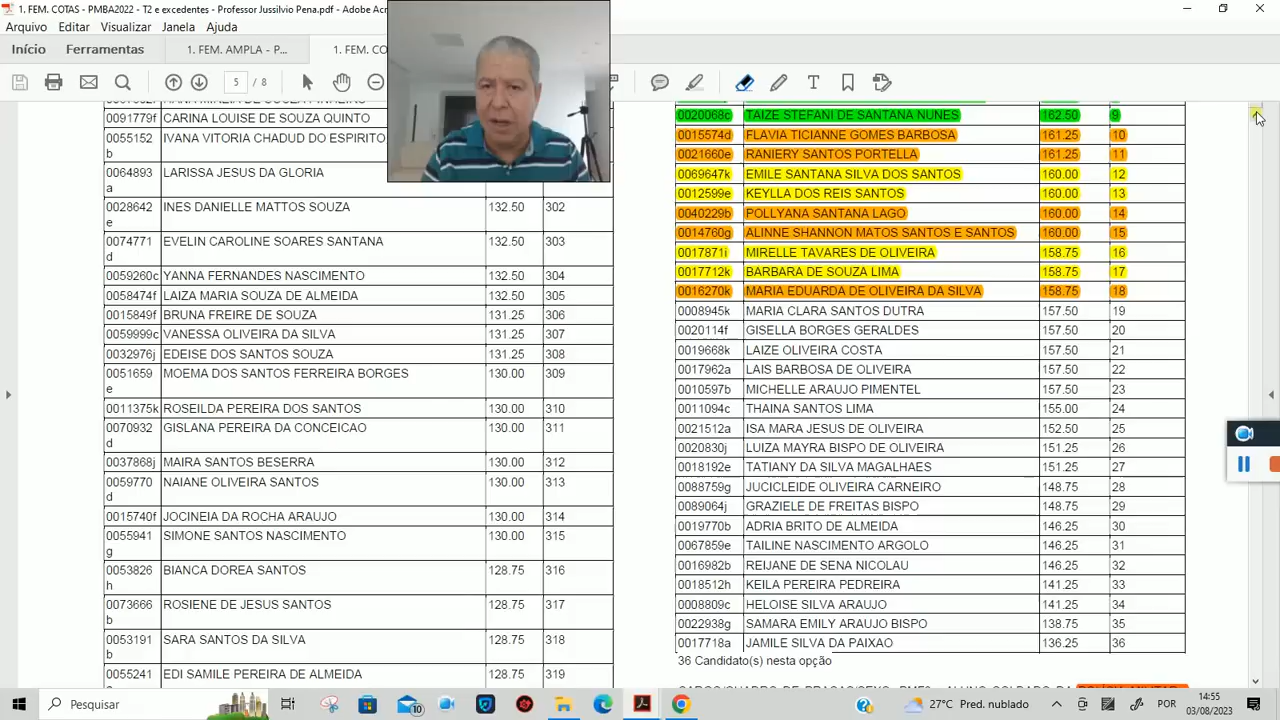 1. FEM. COTAS - PMBA2022 - T2 e excedentes - Professor Jussilvio Pena.pdf - Adobe Acr
Arquivo Editar Visualizar Janela Ajuda
Início Ferramentas 1. FEM. AMPLA - P... 1. FEM. CO
5 / 8
0091779f CARINA LOUISE DE SOUZA QUINTO
0055152 IVANA VITORIA CHADUD DO ESPIRITO
b
0064893 LARISSA JESUS DA GLORIA
a
0028642 INES DANIELLE MATTOS SOUZA 132.50 302
e
0074771 EVELIN CAROLINE SOARES SANTANA 132.50 303
d
0059260c YANNA FERNANDES NASCIMENTO 132.50 304
0058474f LAIZA MARIA SOUZA DE ALMEIDA 132.50 305
0015849f BRUNA FREIRE DE SOUZA 131.25 306
0059999c VANESSA OLIVEIRA DA SILVA 131.25 307
0032976j EDEISE DOS SANTOS SOUZA 131.25 308
0051659 MOEMA DOS SANTOS FERREIRA BORGES 130.00 309
e
0011375k ROSEILDA PEREIRA DOS SANTOS 130.00 310
0070932 GISLANA PEREIRA DA CONCEICAO 130.00 311
d
0037868j MAIRA SANTOS BESERRA 130.00 312
0059770 NAIANE OLIVEIRA SANTOS 130.00 313
d
0015740f JOCINEIA DA ROCHA ARAUJO 130.00 314
0055941 SIMONE SANTOS NASCIMENTO 130.00 315
g
0053826 BIANCA DOREA SANTOS 128.75 316
h
0073666 ROSIENE DE JESUS SANTOS 128.75 317
b
0053191 SARA SANTOS DA SILVA 128.75 318
b
0055241 EDI SAMILE PEREIRA DE ALMEIDA 128.75 319
0020068c TAIZE STEFANI DE SANTANA NUNES 162.50 9
0015574d FLAVIA TICIANNE GOMES BARBOSA 161.25 10
0021660e RANIERY SANTOS PORTELLA 161.25 11
0069647k EMILE SANTANA SILVA DOS SANTOS 160.00 12
0012599e KEYLLA DOS REIS SANTOS 160.00 13
0040229b POLLYANA SANTANA LAGO 160.00 14
0014760g ALINNE SHANNON MATOS SANTOS E SANTOS 160.00 15
0017871i MIRELLE TAVARES DE OLIVEIRA 158.75 16
0017712k BARBARA DE SOUZA LIMA 158.75 17
0016270k MARIA EDUARDA DE OLIVEIRA DA SILVA 158.75 18
0008945k MARIA CLARA SANTOS DUTRA 157.50 19
0020114f GISELLA BORGES GERALDES 157.50 20
0019668k LAIZE OLIVEIRA COSTA 157.50 21
0017962a LAIS BARBOSA DE OLIVEIRA 157.50 22
0010597b MICHELLE ARAUJO PIMENTEL 157.50 23
0011094c THAINA SANTOS LIMA 155.00 24
0021512a ISA MARA JESUS DE OLIVEIRA 152.50 25
0020830j LUIZA MAYRA BISPO DE OLIVEIRA 151.25 26
0018192e TATIANY DA SILVA MAGALHAES 151.25 27
0088759g JUCICLEIDE OLIVEIRA CARNEIRO 148.75 28
0089064j GRAZIELE DE FREITAS BISPO 148.75 29
0019770b ADRIA BRITO DE ALMEIDA 146.25 30
0067859e TAILINE NASCIMENTO ARGOLO 146.25 31
0016982b REIJANE DE SENA NICOLAU 146.25 32
0018512h KEILA PEREIRA PEDREIRA 141.25 33
0008809c HELOISE SILVA ARAUJO 141.25 34
0022938g SAMARA EMILY ARAUJO BISPO 138.75 35
0017718a JAMILE SILVA DA PAIXAO 136.25 36
36 Candidato(s) nesta opção
Pesquisar 10 27°C Pred. nublado POR 14:55
03/08/2023